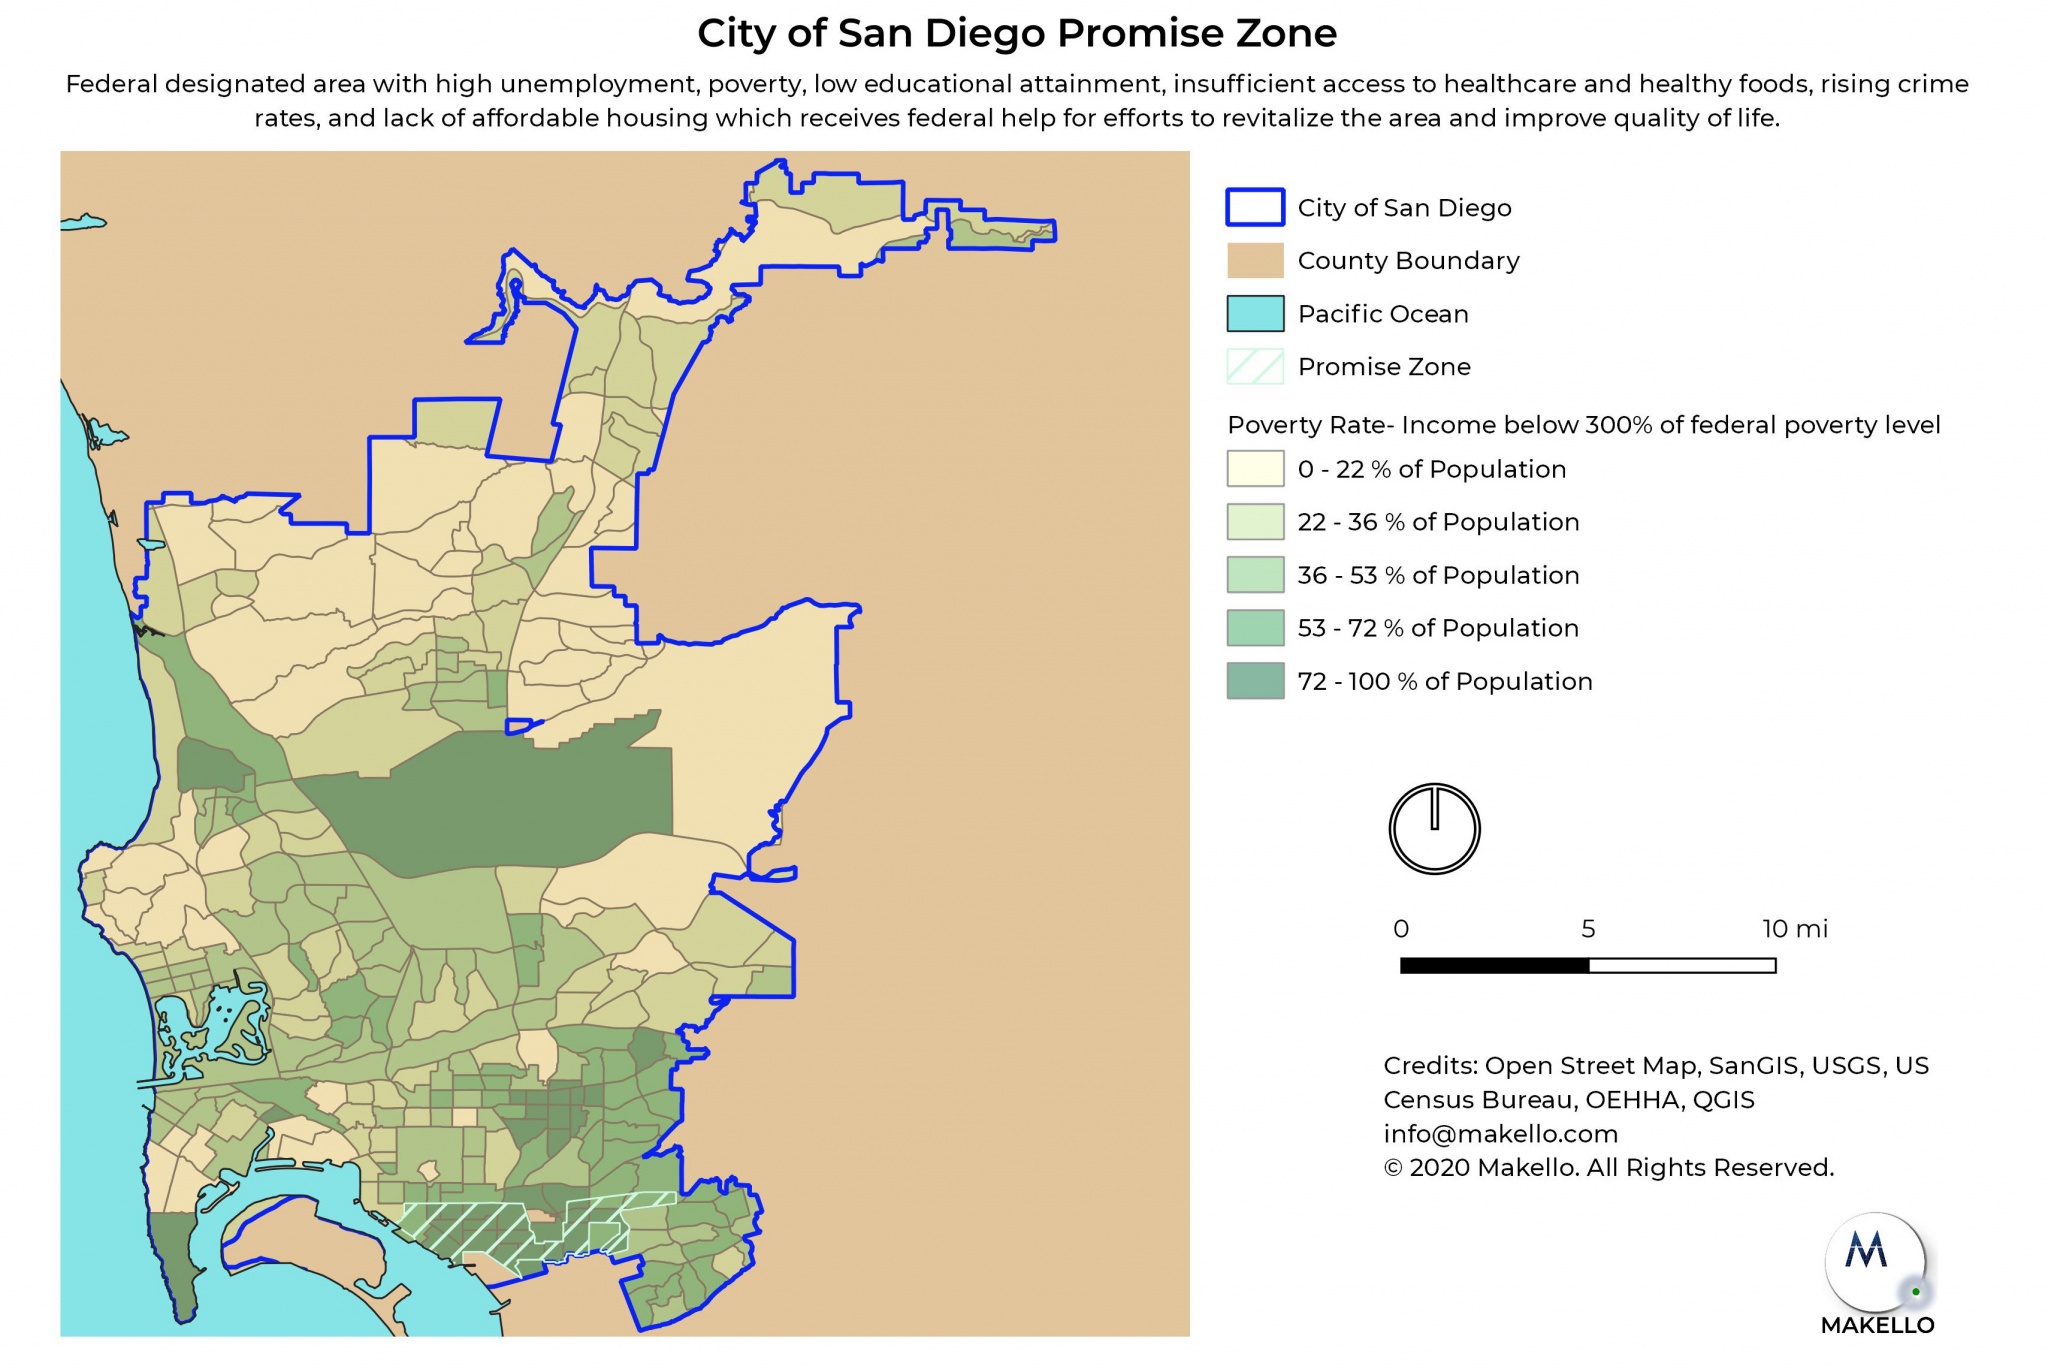 City of San Diego Promise Zone
Federal designated area with high unemployment, poverty, low educational attainment, insufficient access to healthcare and healthy foods, rising crime
rates, and lack of affordable housing which receives federal help for efforts to revitalize the area and improve quality of life.
City of San Diego
County Boundary
Pacific Ocean
Promise Zone
Poverty Rate- Income below 300% of federal poverty level
0 - 22 % of Population
22 - 36 % of Population
36 - 53 % of Population
53 - 72 % of Population
72 - 100 % of Population
0 5 10 mi
Credits: Open Street Map, SanGIS, USGS, US
Census Bureau, OEHHA, QGIS
info@makello.com
© 2020 Makello. All Rights Reserved.
M
MAKELLO